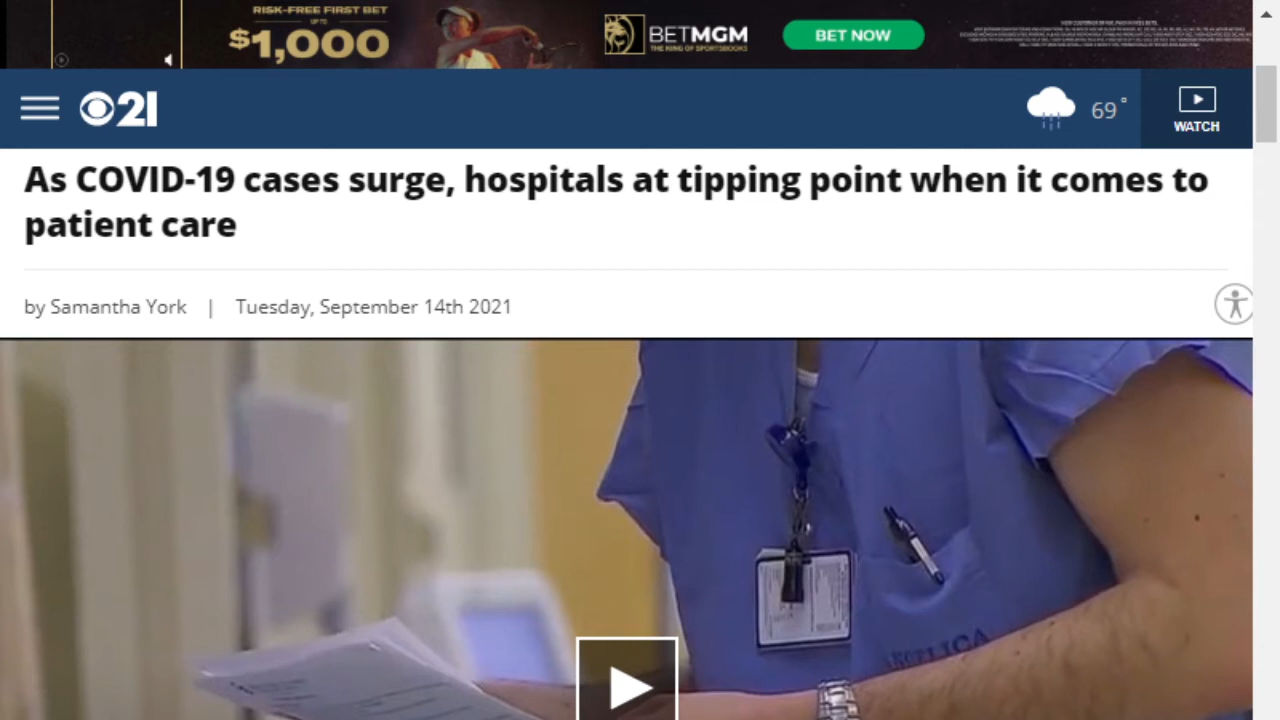 RISK-FREE FIRST BET
UP TO
$1,000
BETMGM
THE KING OF SPORTSBOOKS
BET NOW
21
69°
WATCH
As COVID-19 cases surge, hospitals at tipping point when it comes to
patient care
by Samantha York | Tuesday, September 14th 2021